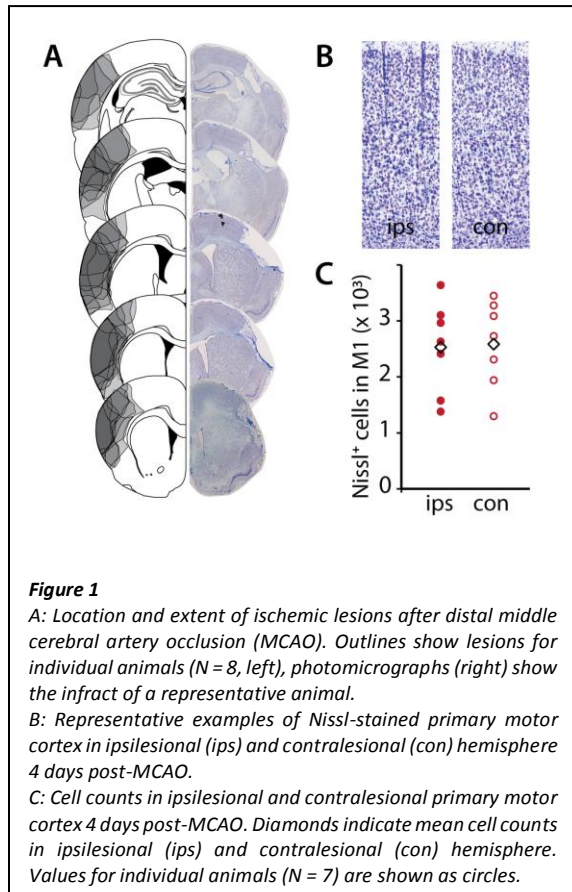 A
B
ips
con
C
Nissl⁺ cells in M1 (x 10³)
3
2
1
0
ips
con
Figure 1
A: Location and extent of ischemic lesions after distal middle
cerebral artery occlusion (MCAO). Outlines show lesions for
individual animals (N = 8, left), photomicrographs (right) show
the infract of a representative animal.
B: Representative examples of Nissl-stained primary motor
cortex in ipsilesional (ips) and contralesional (con) hemisphere
4 days post-MCAO.
C: Cell counts in ipsilesional and contralesional primary motor
cortex 4 days post-MCAO. Diamonds indicate mean cell counts
in ipsilesional (ips) and contralesional (con) hemisphere.
Values for individual animals (N = 7) are shown as circles.